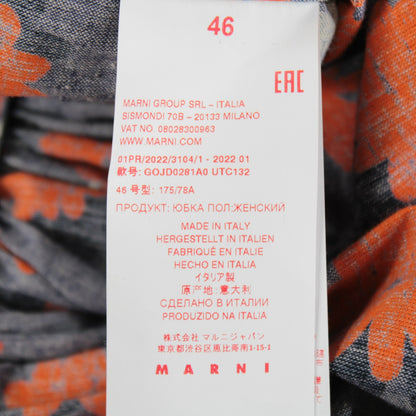 46
EAC
MARNI GROUP SRL – ITALIA
SISMONDI 70B – 20133 MILANO
VAT NO. 08028300963
WWW.MARNI.COM
01PR/2022/3104/1 - 2022 01
款号: GOJD0281A0 UTC132
46 号型: 175/78A
ПРОДУКТ: ЮБКА ПОЛ:ЖЕНСКИЙ
MADE IN ITALY
HERGESTELLT IN ITALIEN
FABRIQUÉ EN ITALIE
HECHO EN ITALIA
イタリア製
原产地: 意大利
СДЕЛАНО В ИТАЛИИ
PRODUZIDO NA ITALIA
株式会社 マルニジャパン
東京都渋谷区恵比寿南1-15-1
MARNI